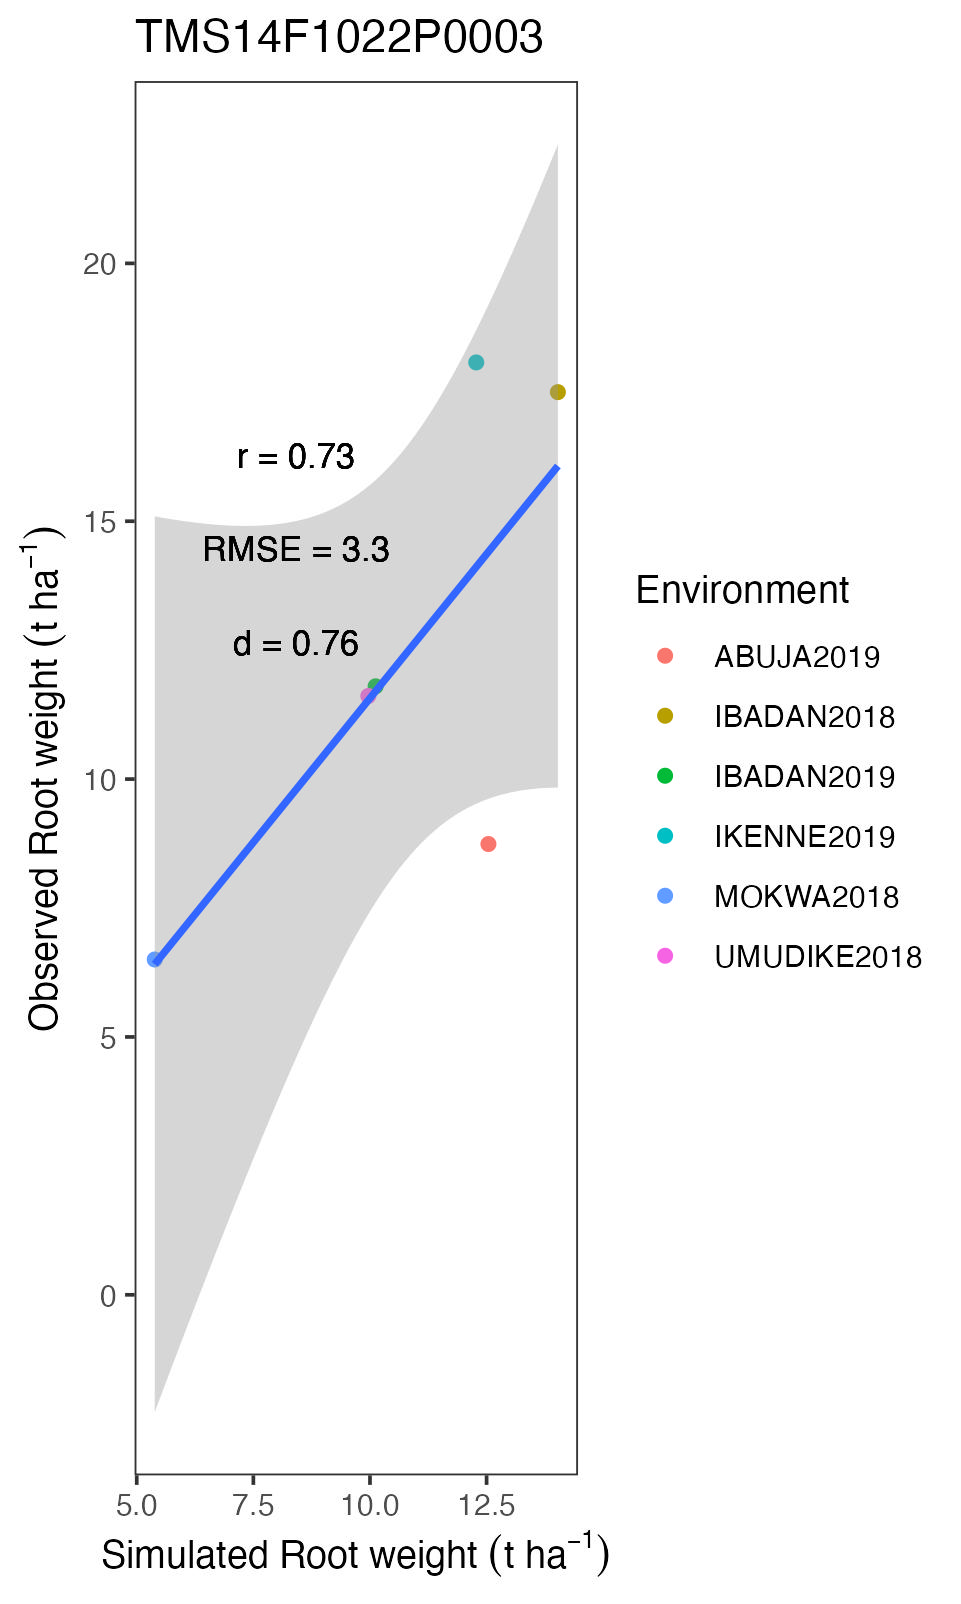 TMS14F1022P0003
Observed Root weight (t ha⁻¹)
20
15
10
5
0
r = 0.73
RMSE = 3.3
d = 0.76
5.0 7.5 10.0 12.5
Simulated Root weight (t ha⁻¹)
Environment
ABUJA2019
IBADAN2018
IBADAN2019
IKENNE2019
MOKWA2018
UMUDIKE2018